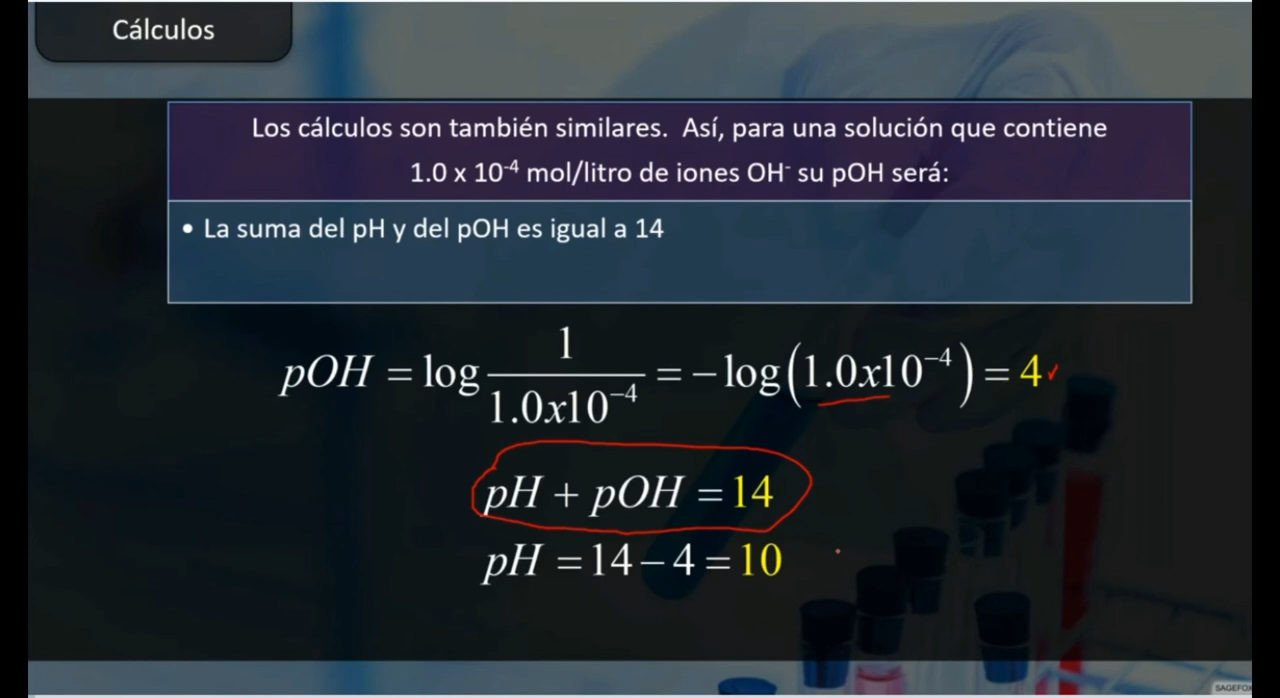 Cálculos
Los cálculos son también similares. Así, para una solución que contiene
1.0 x 10⁻⁴ mol/litro de iones OH⁻ su pOH será:
• La suma del pH y del pOH es igual a 14
pOH = log 1/1.0x10⁻⁴ = −log(1.0x10⁻⁴) = 4
pH + pOH = 14
pH = 14 − 4 = 10